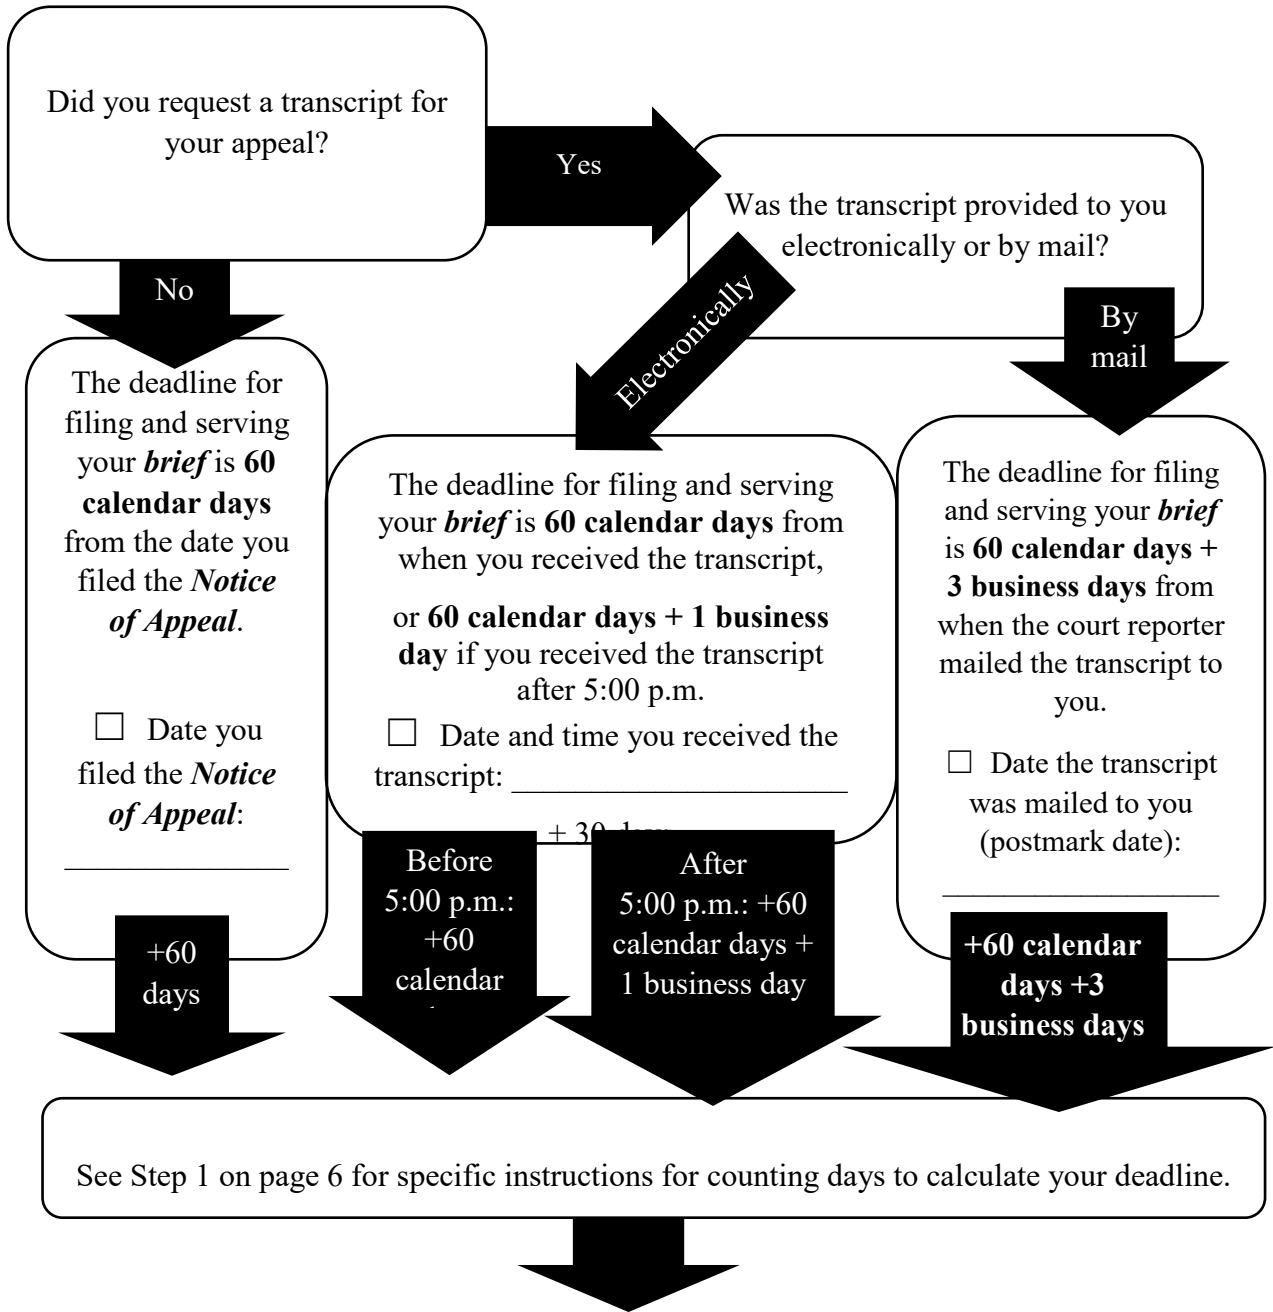 Did you request a transcript for
your appeal?
Yes
Was the transcript provided to you
electronically or by mail?
No
Electronically
By
mail
The deadline for
filing and serving
your brief is 60
calendar days
from the date you
filed the Notice
of Appeal.
☐ Date you
filed the Notice
of Appeal:
______________
+60
days
The deadline for filing and serving
your brief is 60 calendar days from
when you received the transcript,
or 60 calendar days + 1 business
day if you received the transcript
after 5:00 p.m.
☐ Date and time you received the
transcript: _____________________
+ 30
Before
5:00 p.m.:
+60
calendar
After
5:00 p.m.: +60
calendar days +
1 business day
The deadline for filing
and serving your brief
is 60 calendar days +
3 business days from
when the court reporter
mailed the transcript to
you.
☐ Date the transcript
was mailed to you
(postmark date):
__________________
+60 calendar
days +3
business days
See Step 1 on page 6 for specific instructions for counting days to calculate your deadline.